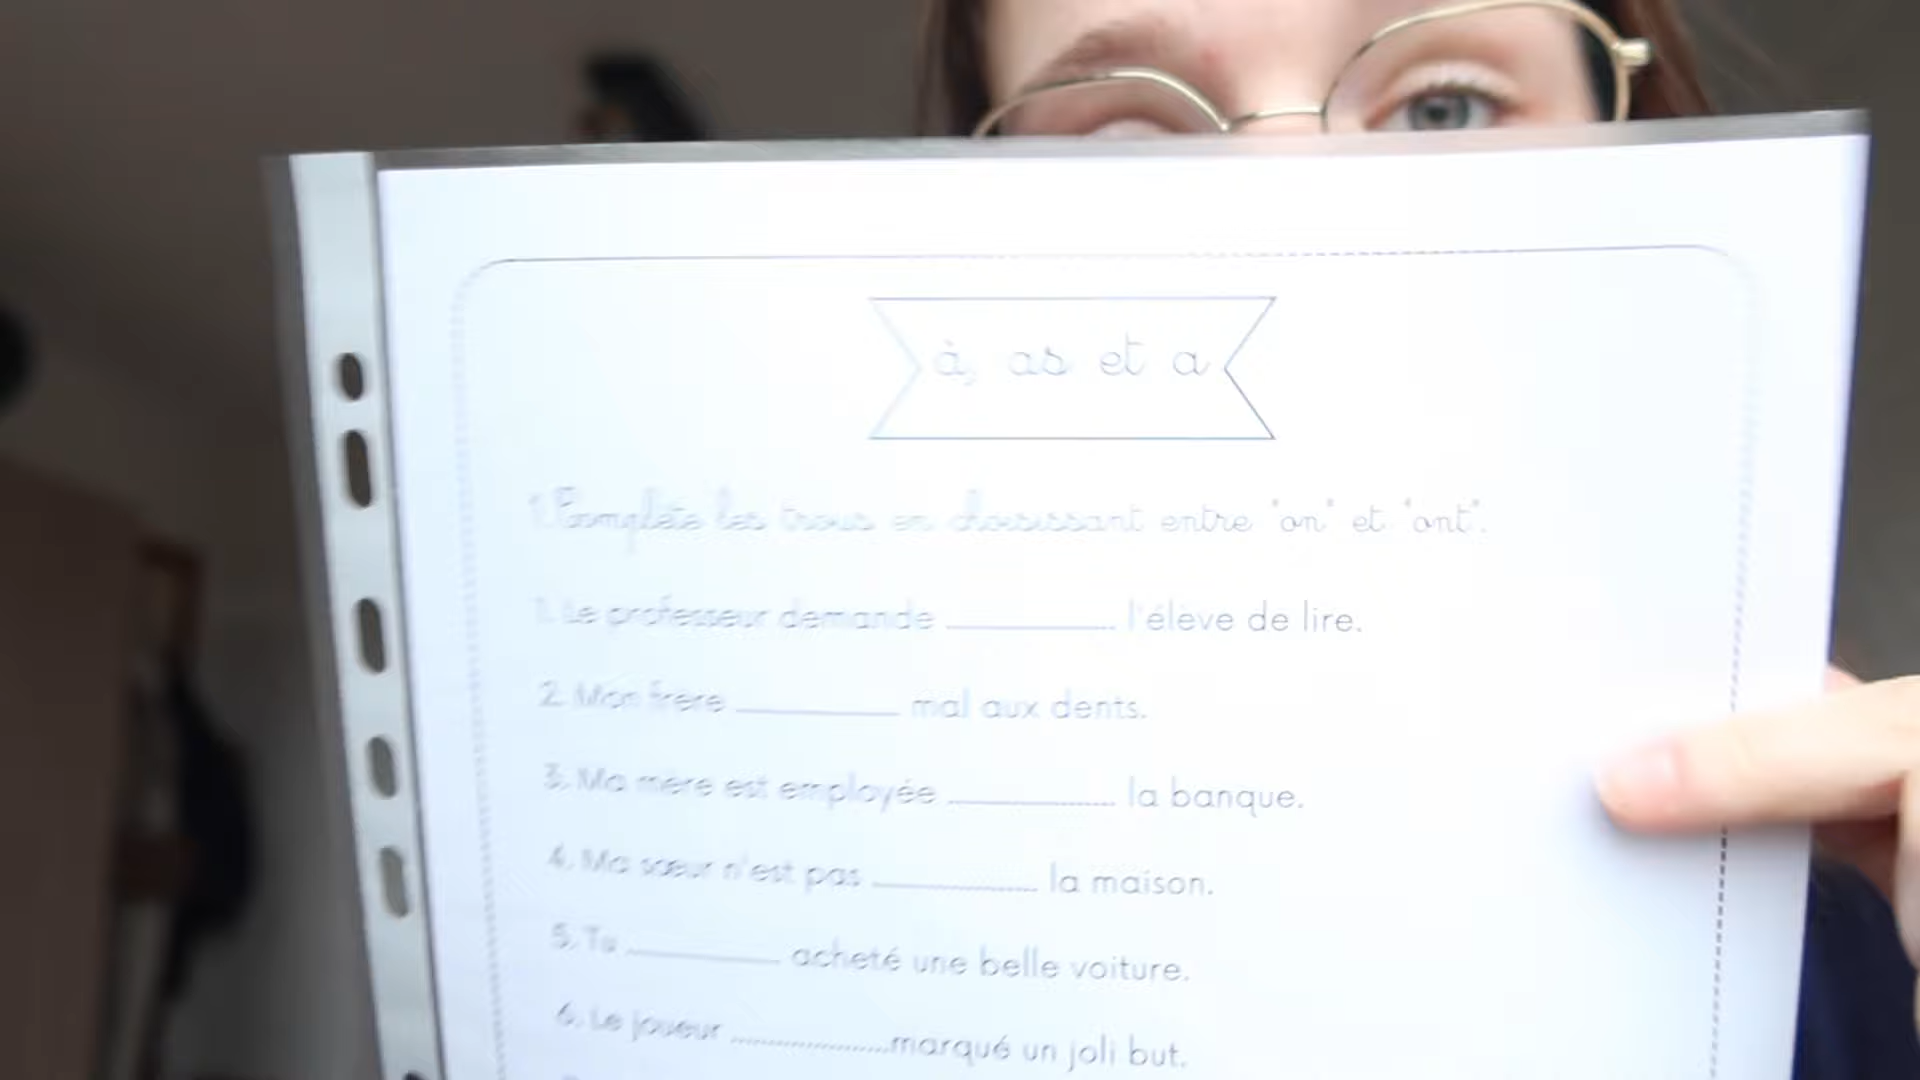 à, as et a
1. Complète les trous en choisissant entre "on" et "ont".
1. Le professeur demande ________ l'élève de lire.
2. Mon frère ________ mal aux dents.
3. Ma mère est employée ________ la banque.
4. Ma sœur n'est pas ________ la maison.
5. Tu ________ acheté une belle voiture.
6. Le joueur ________ marqué un joli but.